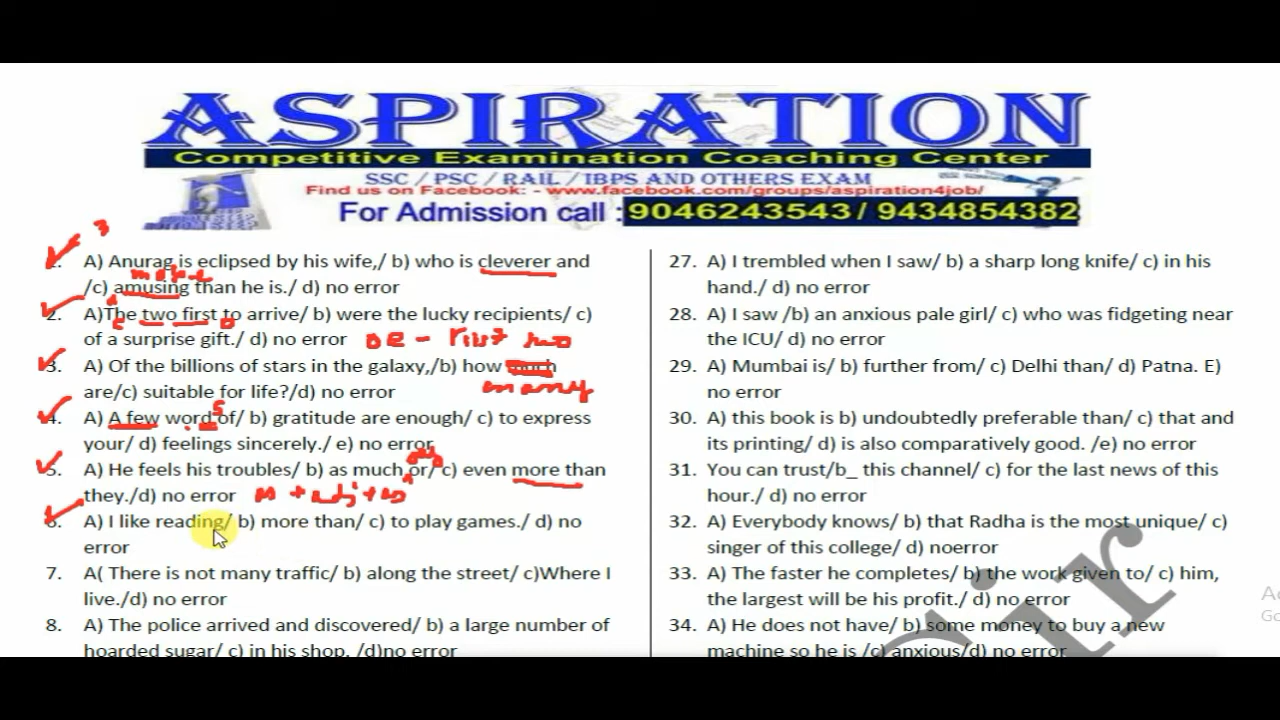 ASPIRATION
Competitive Examination Coaching Center
SSC / PSC / RAIL / IBPS AND OTHERS EXAM
Find us on Facebook: - www.facebook.com/groups/aspiration4job/
For Admission call : 9046243543 / 9434854382
3
A) Anurag is eclipsed by his wife,/ b) who is cleverer and
more
/c) amusing than he is./ d) no error
2. A)The two first to arrive/ b) were the lucky recipients/ c)
of a surprise gift./ d) no error
3. A) Of the billions of stars in the galaxy,/b) how much
many
are/c) suitable for life?/d) no error
4. A) A few word s of/ b) gratitude are enough/ c) to express
your/ d) feelings sincerely./ e) no error
5. A) He feels his troubles/ b) as much or/ c) even more than
as
they./d) no error as + adj + as
6. A) I like reading/ b) more than/ c) to play games./ d) no
error
7. A( There is not many traffic/ b) along the street/ c)Where I
live./d) no error
8. A) The police arrived and discovered/ b) a large number of
hoarded sugar/ c) in his shop. /d)no error
27. A) I trembled when I saw/ b) a sharp long knife/ c) in his
hand./ d) no error
28. A) I saw /b) an anxious pale girl/ c) who was fidgeting near
the ICU/ d) no error
29. A) Mumbai is/ b) further from/ c) Delhi than/ d) Patna. E)
no error
30. A) this book is b) undoubtedly preferable than/ c) that and
its printing/ d) is also comparatively good. /e) no error
31. A) You can trust/b_ this channel/ c) for the last news of this
hour./ d) no error
32. A) Everybody knows/ b) that Radha is the most unique/ c)
singer of this college/ d) noerror
33. A) The faster he completes/ b) the work given to/ c) him,
the largest will be his profit./ d) no error
34. A) He does not have/ b) some money to buy a new
machine so he is /c) anxious/d) no error
Sir